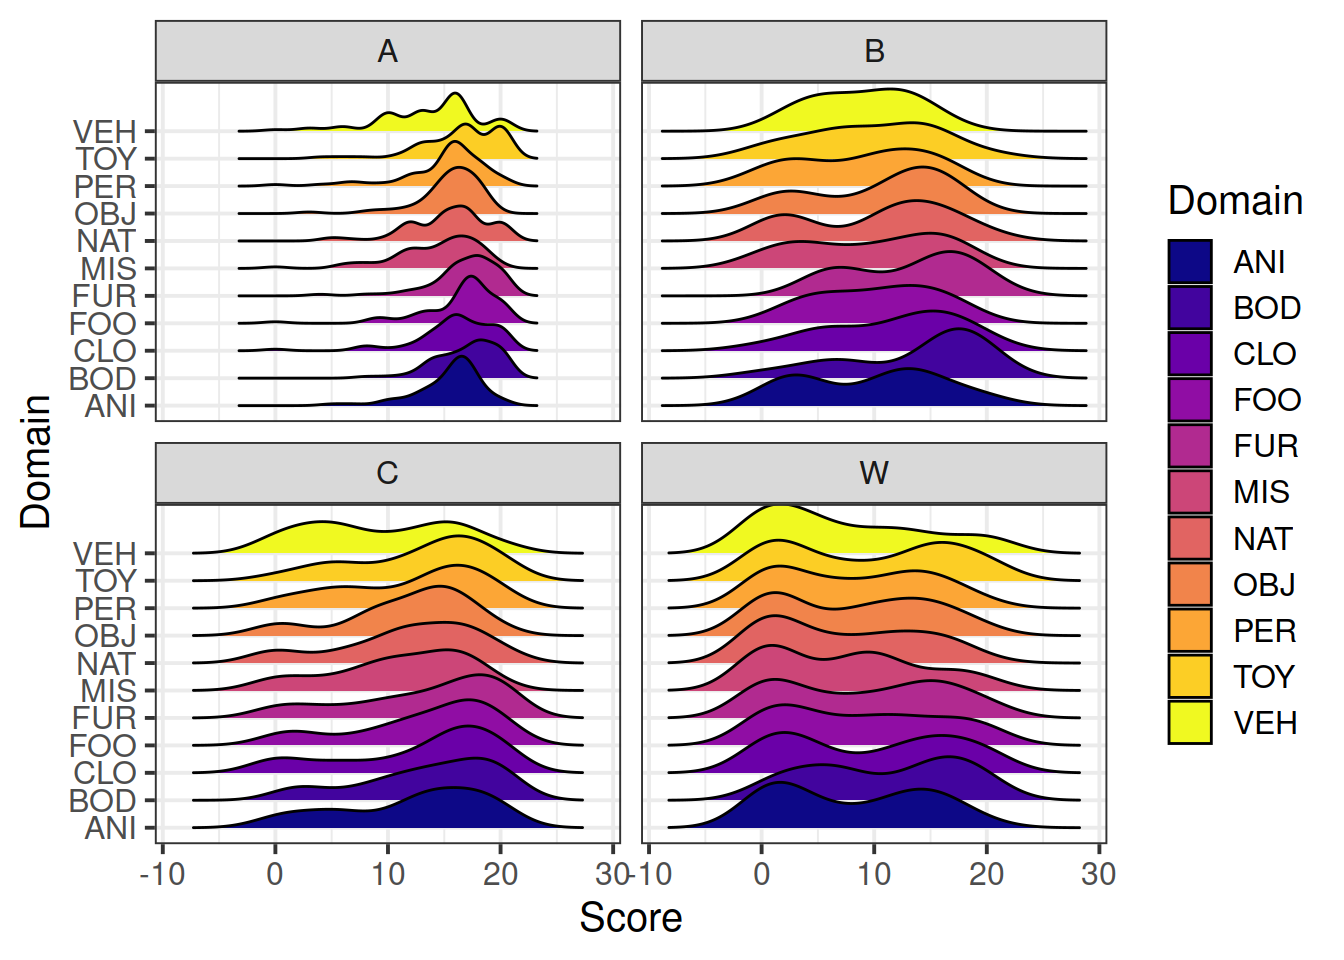 A
B
VEH
TOY
PER
OBJ
NAT
MIS
FUR
FOO
CLO
BOD
ANI
C
W
VEH
TOY
PER
OBJ
NAT
MIS
FUR
FOO
CLO
BOD
ANI
-10 0 10 20 30
-10 0 10 20 30
Score
Domain
Domain
ANI
BOD
CLO
FOO
FUR
MIS
NAT
OBJ
PER
TOY
VEH